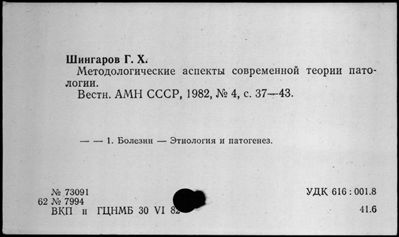 Шингаров Г. Х.
Методологические аспекты современной теории пато-
логии.
Вестн. АМН СССР, 1982, № 4, с. 37—43.
— — 1. Болезни — Этиология и патогенез.
№ 73091
УДК 616 : 001.8
62 № 7994
ВКП и ГЦНМБ 30 VI 82
41.6